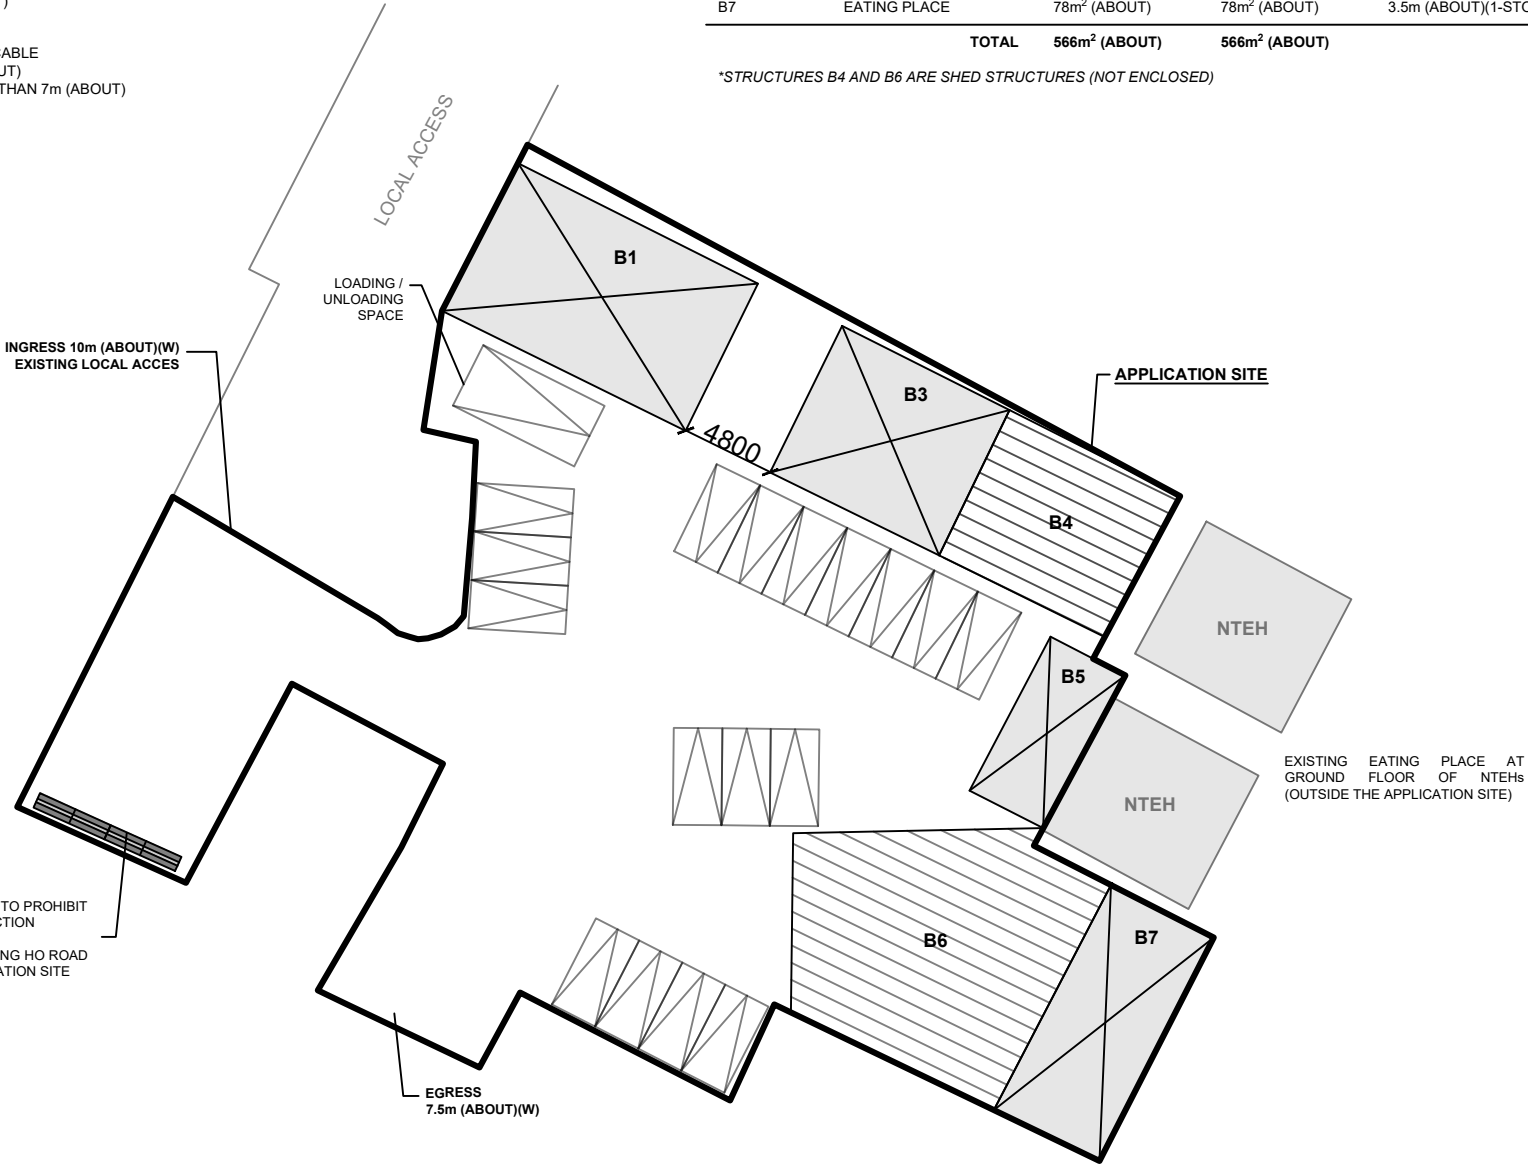 B7 EATING PLACE 78m² (ABOUT) 78m² (ABOUT) 3.5m (ABOUT)(1-STO
TOTAL 566m² (ABOUT) 566m² (ABOUT)
*STRUCTURES B4 AND B6 ARE SHED STRUCTURES (NOT ENCLOSED)
)
CABLE
UT)
THAN 7m (ABOUT)
LOCAL ACCESS
B1
LOADING /
UNLOADING
SPACE
INGRESS 10m (ABOUT)(W)
EXISTING LOCAL ACCES
APPLICATION SITE
B3
4800
B4
NTEH
B5
EXISTING EATING PLACE AT
GROUND FLOOR OF NTEHs
(OUTSIDE THE APPLICATION SITE)
NTEH
TO PROHIBIT
CTION
NG HO ROAD
ATION SITE
B6
B7
EGRESS
7.5m (ABOUT)(W)